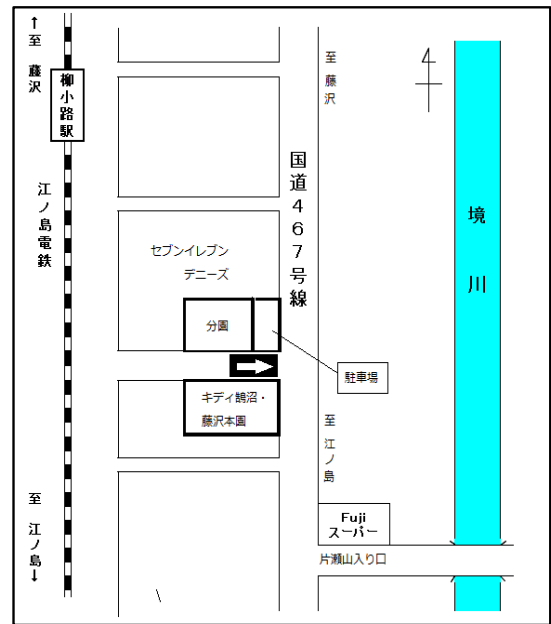 ↑至 藤沢
柳小路駅
江ノ島電鉄
至 江ノ島↓
至 藤沢
国道467号線
境川
セブンイレブン
デニーズ
分園
駐車場
キディ鵠沼・
藤沢本園
至 江ノ島
Fuji
スーパー
片瀬山入り口